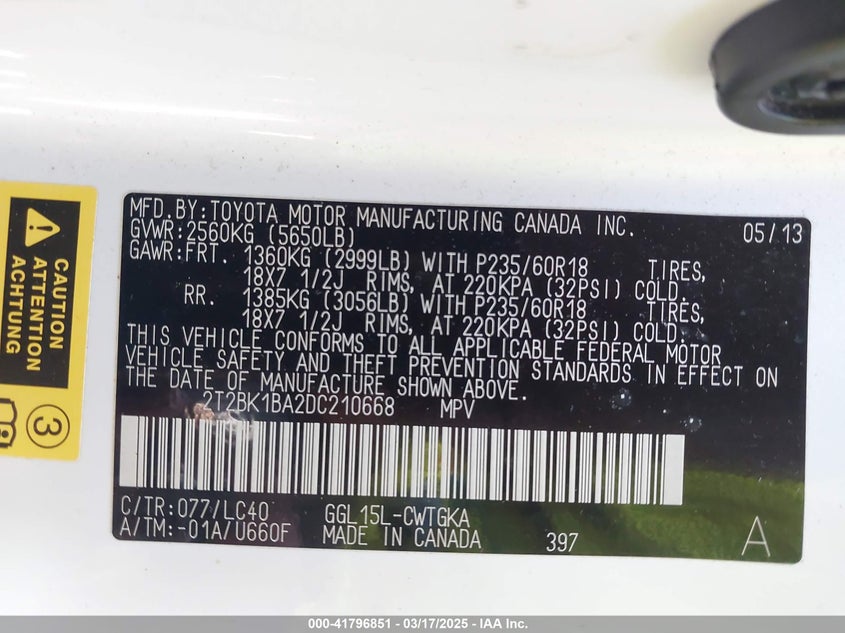 MFD.BY:TOYOTA MOTOR MANUFACTURING CANADA INC. 05/13
GVWR:2560KG (5650LB)
GAWR:FRT. 1360KG (2999LB) WITH P235/60R18 TIRES,
18X7 1/2J RIMS, AT 220KPA (32PSI) COLD.
RR. 1385KG (3056LB) WITH P235/60R18 TIRES,
18X7 1/2J RIMS, AT 220KPA (32PSI) COLD.
THIS VEHICLE CONFORMS TO ALL APPLICABLE FEDERAL MOTOR
VEHICLE SAFETY AND THEFT PREVENTION STANDARDS IN EFFECT ON
THE DATE OF MANUFACTURE SHOWN ABOVE.
2T2BK1BA2DC210668 MPV
C/TR:077/LC40 GGL15L-CWTGKA
A/TM:-01A/U660F MADE IN CANADA 397 A
CAUTION
ATTENTION
ACHTUNG
3
000-41796851 - 03/17/2025 - IAA Inc.